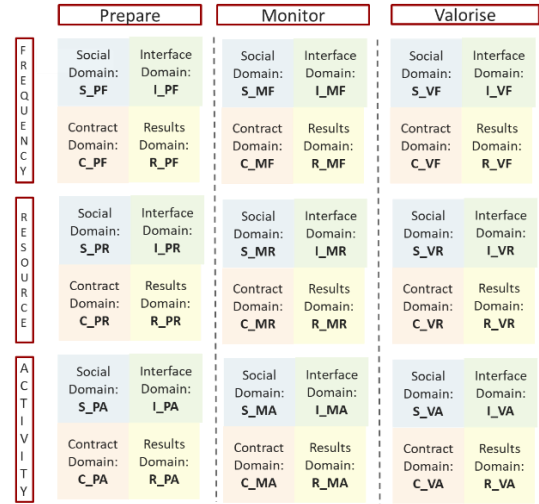 Prepare Monitor Valorise
FREQUENCY
Social Interface Social Interface Social Interface
Domain: Domain: Domain: Domain: Domain: Domain:
S_PF I_PF S_MF I_MF S_VF I_VF
Contract Results Contract Results Contract Results
Domain: Domain: Domain: Domain: Domain: Domain:
C_PF R_PF C_MF R_MF C_VF R_VF
RESOURCE
Social Interface Social Interface Social Interface
Domain: Domain: Domain: Domain: Domain: Domain:
S_PR I_PR S_MR I_MR S_VR I_VR
Contract Results Contract Results Contract Results
Domain: Domain: Domain: Domain: Domain: Domain:
C_PR R_PR C_MR R_MR C_VR R_VR
ACTIVITY
Social Interface Social Interface Social Interface
Domain: Domain: Domain: Domain: Domain: Domain:
S_PA I_PA S_MA I_MA S_VA I_VA
Contract Results Contract Results Contract Results
Domain: Domain: Domain: Domain: Domain: Domain:
C_PA R_PA C_MA R_MA C_VA R_VA